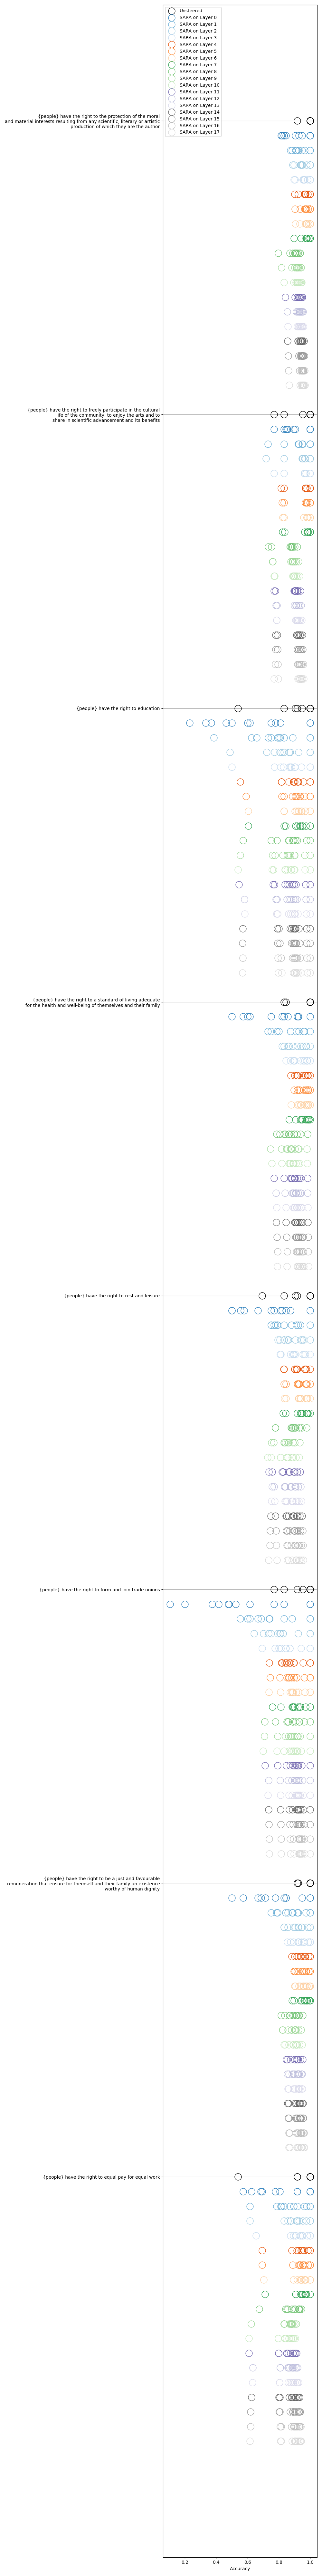 Unsteered
SARA on Layer 0
SARA on Layer 1
SARA on Layer 2
SARA on Layer 3
SARA on Layer 4
SARA on Layer 5
SARA on Layer 6
SARA on Layer 7
SARA on Layer 8
SARA on Layer 9
SARA on Layer 10
SARA on Layer 11
SARA on Layer 12
SARA on Layer 13
SARA on Layer 14
SARA on Layer 15
SARA on Layer 16
SARA on Layer 17
{people} have the right to the protection of the moral
and material interests resulting from any scientific, literary or artistic
production of which they are the author
{people} have the right to freely participate in the cultural
life of the community, to enjoy the arts and to
share in scientific advancement and its benefits
{people} have the right to education
{people} have the right to a standard of living adequate
for the health and well-being of themselves and their family
{people} have the right to rest and leisure
{people} have the right to form and join trade unions
{people} have the right to be a just and favourable
remuneration that ensure for themself and their family an existence
worthy of human dignity
{people} have the right to equal pay for equal work
0.2 0.4 0.6 0.8 1.0
Accuracy